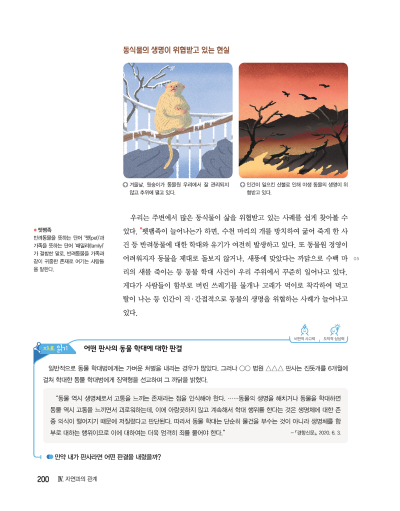 동식물의 생명이 위협받고 있는 현실
겨울날, 원숭이가 동물원 우리에서 잘 관리되지
않고 추위에 떨고 있다.
인간이 일으킨 산불로 인해 야생 동물의 생명이 위
협받고 있다.
우리는 주변에서 많은 동식물이 삶을 위협받고 있는 사례를 쉽게 찾아볼 수
있다. *펫팸족이 늘어나는가 하면, 수천 마리의 개를 방치하여 굶어 죽게 한 사
건 등 반려동물에 대한 학대와 유기가 여전히 발생하고 있다. 또 동물원 경영이
어려워지자 동물을 제대로 돌보지 않거나, 새똥에 맞았다는 까닭으로 수백 마
리의 새를 죽이는 등 동물 학대 사건이 우리 주위에서 꾸준히 일어나고 있다.
게다가 사람들이 함부로 버린 쓰레기를 물개나 고래가 먹이로 착각하여 먹고
탈이 나는 등 인간이 직·간접적으로 동물의 생명을 위협하는 사례가 늘어나고
있다.
* 펫팸족
반려동물을 뜻하는 단어 '펫(pet)'과
가족을 뜻하는 단어 '패밀리(family)'
가 결합된 말로, 반려동물을 가족과
같이 귀중한 존재로 여기는 사람들
을 말한다.
비판적 사고력
도덕적 상상력
자료 읽기
어떤 판사의 동물 학대에 대한 판결
일반적으로 동물 학대범에게는 가벼운 처벌을 내리는 경우가 많았다. 그러나 ○○ 법원 △△△ 판사는 진돗개를 6개월에
걸쳐 학대한 동물 학대범에게 징역형을 선고하며 그 까닭을 밝혔다.
"동물 역시 생명체로서 고통을 느끼는 존재라는 점을 인식해야 한다. ……동물의 생명을 해치거나 동물을 학대하면
동물 역시 고통을 느끼면서 괴로워하는데, 이에 아랑곳하지 않고 계속해서 학대 행위를 한다는 것은 생명체에 대한 존
중 의식이 떨어지기 때문에 저질렀다고 판단된다. 따라서 동물 학대는 단순히 물건을 부수는 것이 아니라 생명체를 함
부로 대하는 행위이므로 이에 대하여는 더욱 엄격히 죄를 물어야 한다."
-『경향신문』, 2020. 6. 3.
만약 내가 판사라면 어떤 판결을 내렸을까?
200
Ⅳ. 자연과의 관계